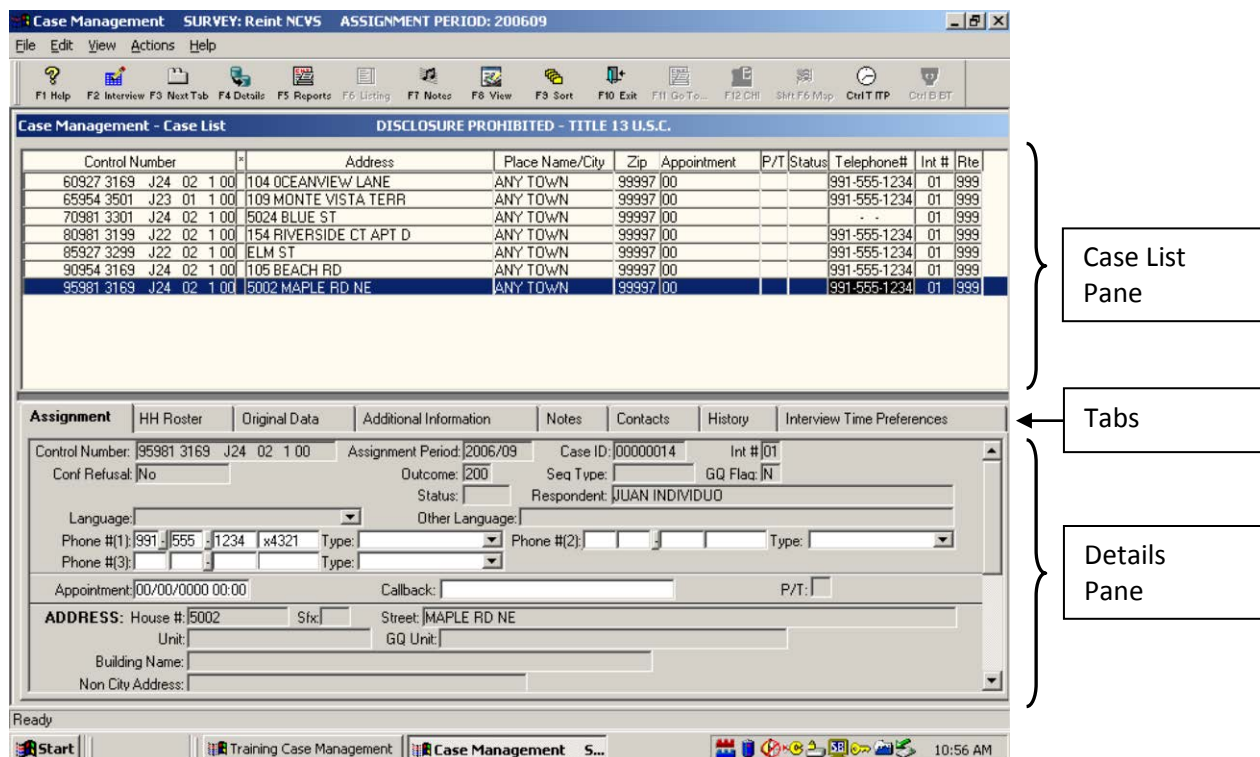 Case Management SURVEY: Reint NCVS ASSIGNMENT PERIOD: 200609
File Edit View Actions Help
F1 Help F2 Interview F3 Next Tab F4 Details F5 Reports F6 Listing F7 Notes F8 View F9 Sort F10 Exit F11 Go To... F12 CHI Shft F6 Map Ctrl T ITP Ctrl B BT
Case Management - Case List DISCLOSURE PROHIBITED - TITLE 13 U.S.C.
Control Number * Address Place Name/City Zip Appointment P/T Status Telephone# Int # Rte
60927 3169 J24 02 1 00 104 OCEANVIEW LANE ANY TOWN 99997 00 991-555-1234 01 999
65954 3501 J23 01 1 00 109 MONTE VISTA TERR ANY TOWN 99997 00 991-555-1234 01 999
70981 3301 J24 02 1 00 5024 BLUE ST ANY TOWN 99997 00 - - 01 999
80981 3199 J22 02 1 00 154 RIVERSIDE CT APT D ANY TOWN 99997 00 991-555-1234 01 999
85927 3299 J22 02 1 00 ELM ST ANY TOWN 99997 00 991-555-1234 01 999
90954 3169 J24 02 1 00 105 BEACH RD ANY TOWN 99997 00 991-555-1234 01 999
95981 3169 J24 02 1 00 5002 MAPLE RD NE ANY TOWN 99997 00 991-555-1234 01 999
Case List
Pane
Assignment HH Roster Original Data Additional Information Notes Contacts History Interview Time Preferences
Tabs
Control Number: 95981 3169 J24 02 1 00 Assignment Period: 2006/09 Case ID: 00000014 Int # 01
Conf Refusal: No Outcome: 200 Seq Type: GQ Flag: N
Status: Respondent: JUAN INDIVIDUO
Language: Other Language:
Phone #(1): 991 - 555 - 1234 x4321 Type: Phone #(2): - Type:
Phone #(3): - Type:
Appointment: 00/00/0000 00:00 Callback: P/T:
ADDRESS: House #: 5002 Sfx: Street: MAPLE RD NE
Unit: GQ Unit:
Building Name:
Non City Address:
Details
Pane
Ready
Start Training Case Management Case Management S... SB 10:56 AM